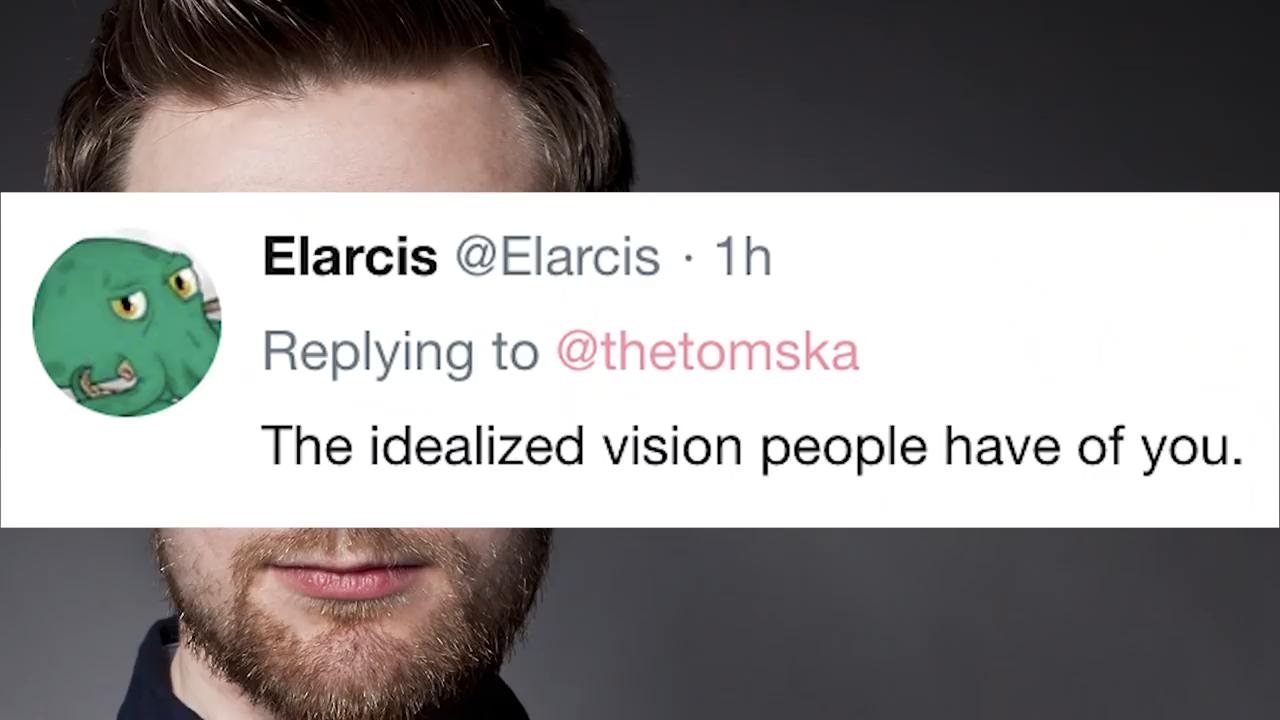 Elarcis @Elarcis · 1h
Replying to @thetomska
The idealized vision people have of you.